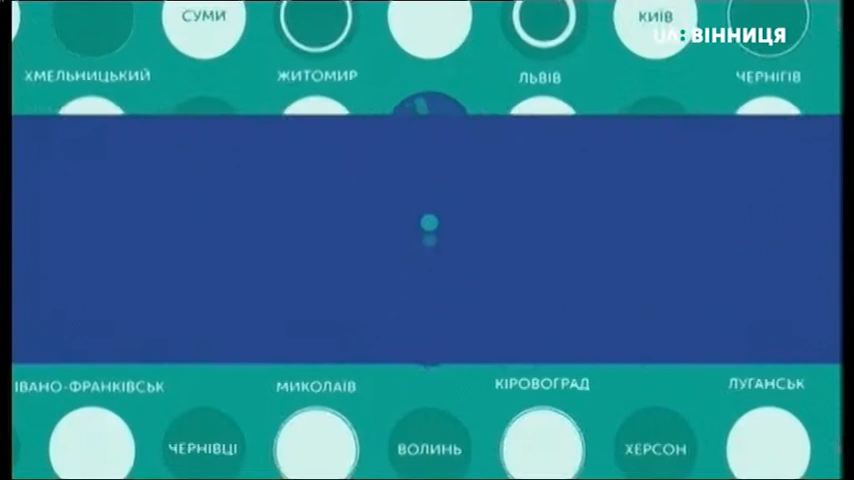 СУМИ
КИЇВ
UA: ВІННИЦЯ
ХМЕЛЬНИЦЬКИЙ
ЖИТОМИР
ЛЬВІВ
ЧЕРНІГІВ
ІВАНО-ФРАНКІВСЬК
МИКОЛАЇВ
КІРОВОГРАД
ЛУГАНСЬК
ЧЕРНІВЦІ
ВОЛИНЬ
ХЕРСОН